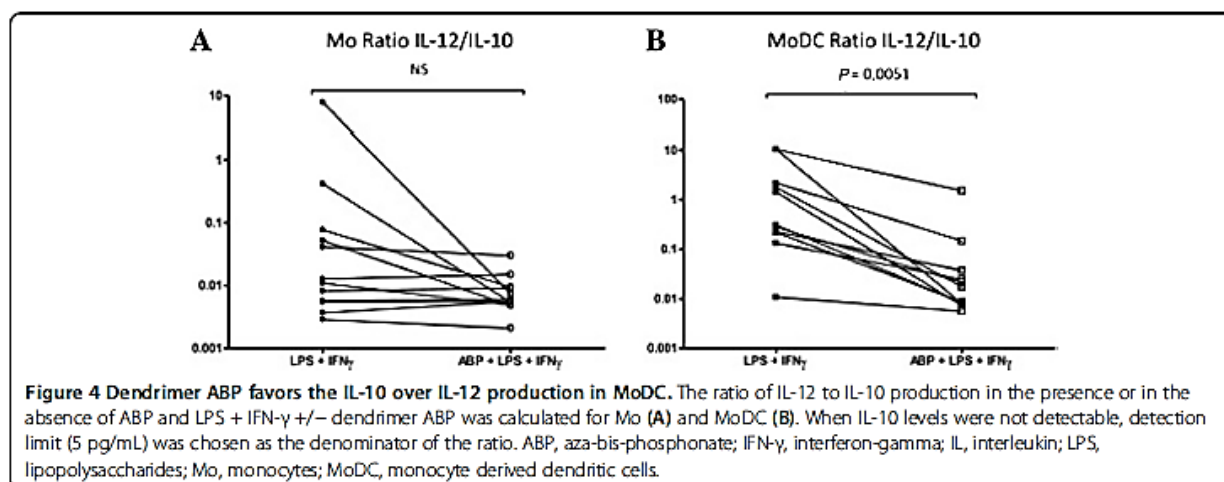 A Mo Ratio IL-12/IL-10
NS
10
1
0.1
0.01
0.001
LPS + IFNγ
ABP + LPS + IFNγ
B MoDC Ratio IL-12/IL-10
P = 0,0051
100
10
1
0.1
0.01
0.001
LPS + IFNγ
ABP + LPS + IFNγ
Figure 4 Dendrimer ABP favors the IL-10 over IL-12 production in MoDC. The ratio of IL-12 to IL-10 production in the presence or in the
absence of ABP and LPS + IFN-γ +/− dendrimer ABP was calculated for Mo (A) and MoDC (B). When IL-10 levels were not detectable, detection
limit (5 pg/mL) was chosen as the denominator of the ratio. ABP, aza-bis-phosphonate; IFN-γ, interferon-gamma; IL, interleukin; LPS,
lipopolysaccharides; Mo, monocytes; MoDC, monocyte derived dendritic cells.